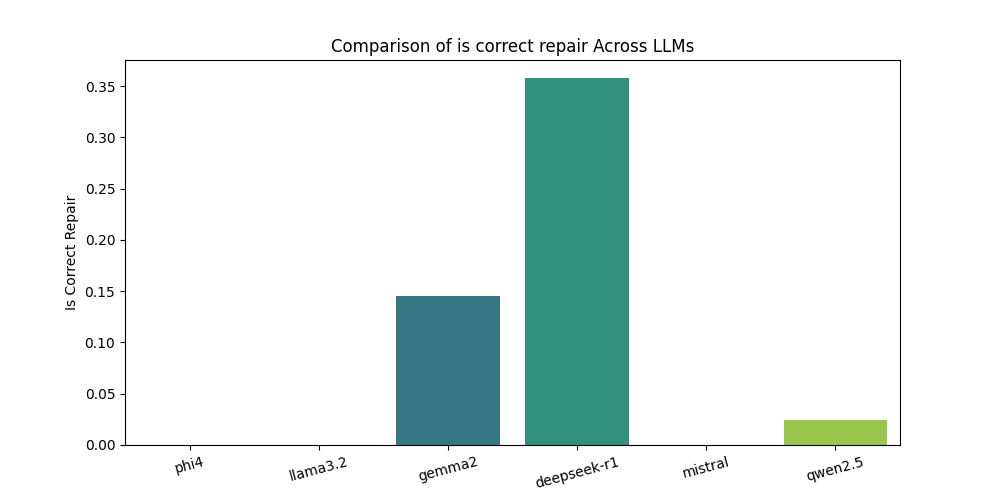 Comparison of is correct repair Across LLMs
Is Correct Repair
0.35
0.30
0.25
0.20
0.15
0.10
0.05
0.00
phi4
llama3.2
gemma2
deepseek-r1
mistral
qwen2.5